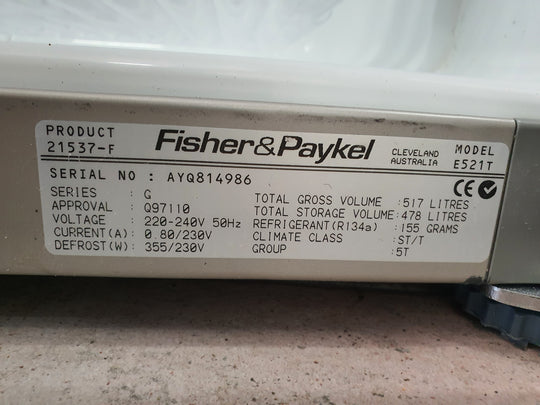 PRODUCT
21537-F
Fisher&Paykel
CLEVELAND
AUSTRALIA
MODEL
E521T
SERIAL NO : AYQ814986
CE
SERIES : G
APPROVAL : Q97110
VOLTAGE : 220-240V 50Hz
CURRENT(A): 0.80/230V
DEFROST(W): 355/230V
TOTAL GROSS VOLUME :517 LITRES
TOTAL STORAGE VOLUME:478 LITRES
REFRIGERANT(R134a) :155 GRAMS
CLIMATE CLASS :ST/T
GROUP :5T